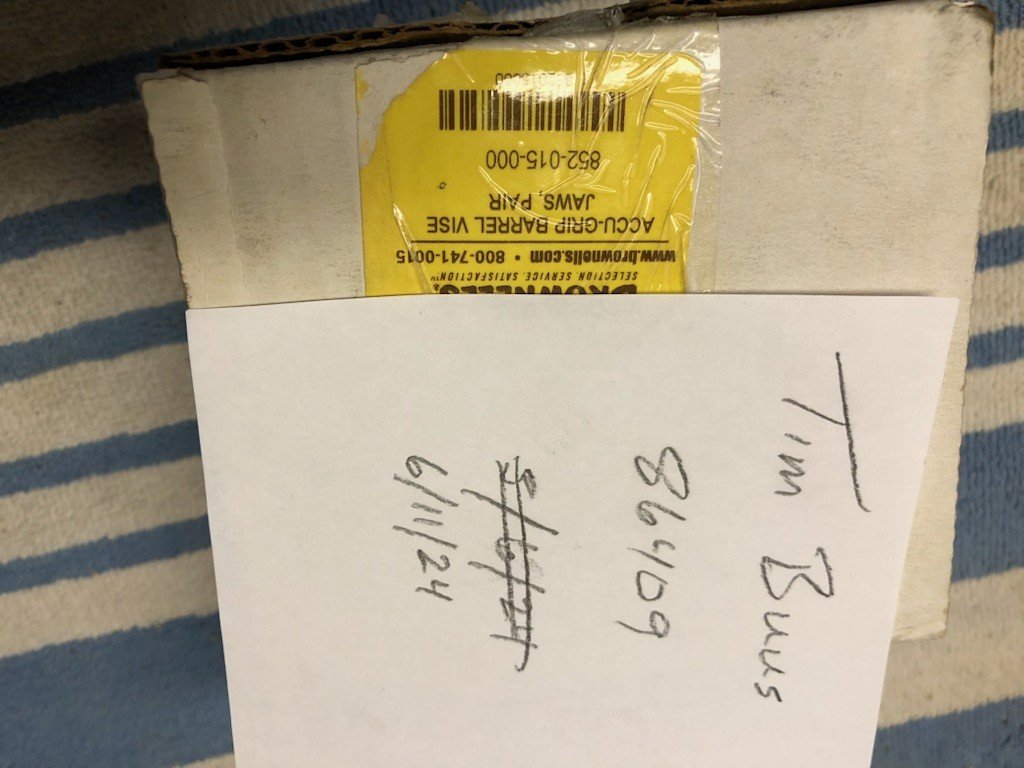 BROWNELLS
SELECTION SERVICE SATISFACTION™
www.brownells.com • 800-741-0015
ACCU-GRIP BARREL VISE
JAWS, PAIR
852-015-000
Tim Buus
86409
6/11/24